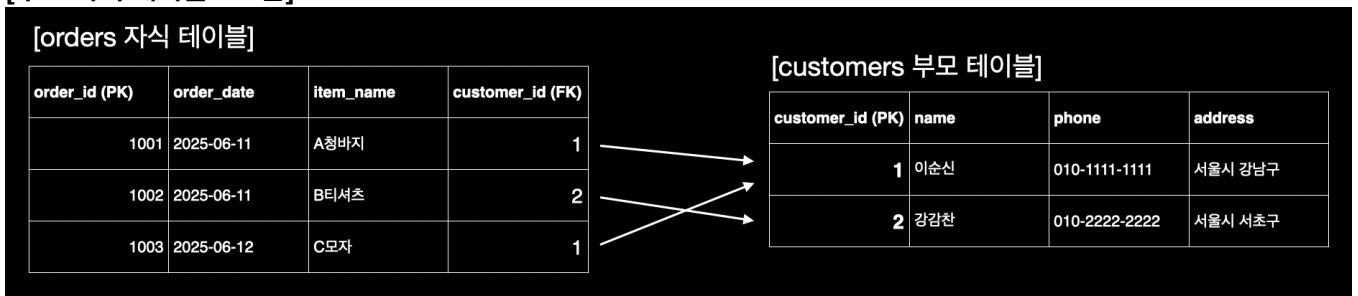 [orders 자식 테이블]
order_id (PK) order_date item_name customer_id (FK)
1001 2025-06-11 A청바지 1
1002 2025-06-11 B티셔츠 2
1003 2025-06-12 C모자 1
[customers 부모 테이블]
customer_id (PK) name phone address
1 이순신 010-1111-1111 서울시 강남구
2 강감찬 010-2222-2222 서울시 서초구